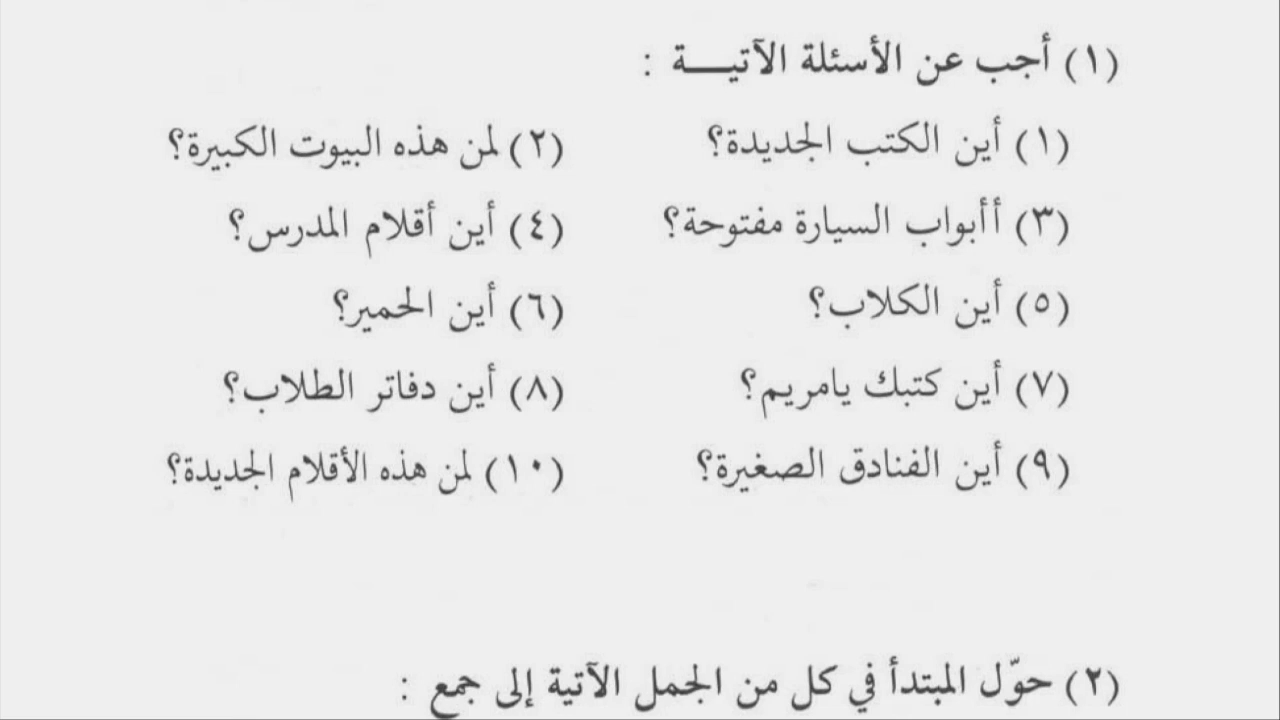 (١) أجب عن الأسئلة الآتيـــة :
(١) أين الكتب الجديدة؟ (٢) لمن هذه البيوت الكبيرة؟
(٣) أأبواب السيارة مفتوحة؟ (٤) أين أقلام المدرس؟
(٥) أين الكلاب؟ (٦) أين الحمير؟
(٧) أين كتبك يامريم؟ (٨) أين دفاتر الطلاب؟
(٩) أين الفنادق الصغيرة؟ (١٠) لمن هذه الأقلام الجديدة؟
(٢) حوّل المبتدأ في كل من الجمل الآتية إلى جمع :